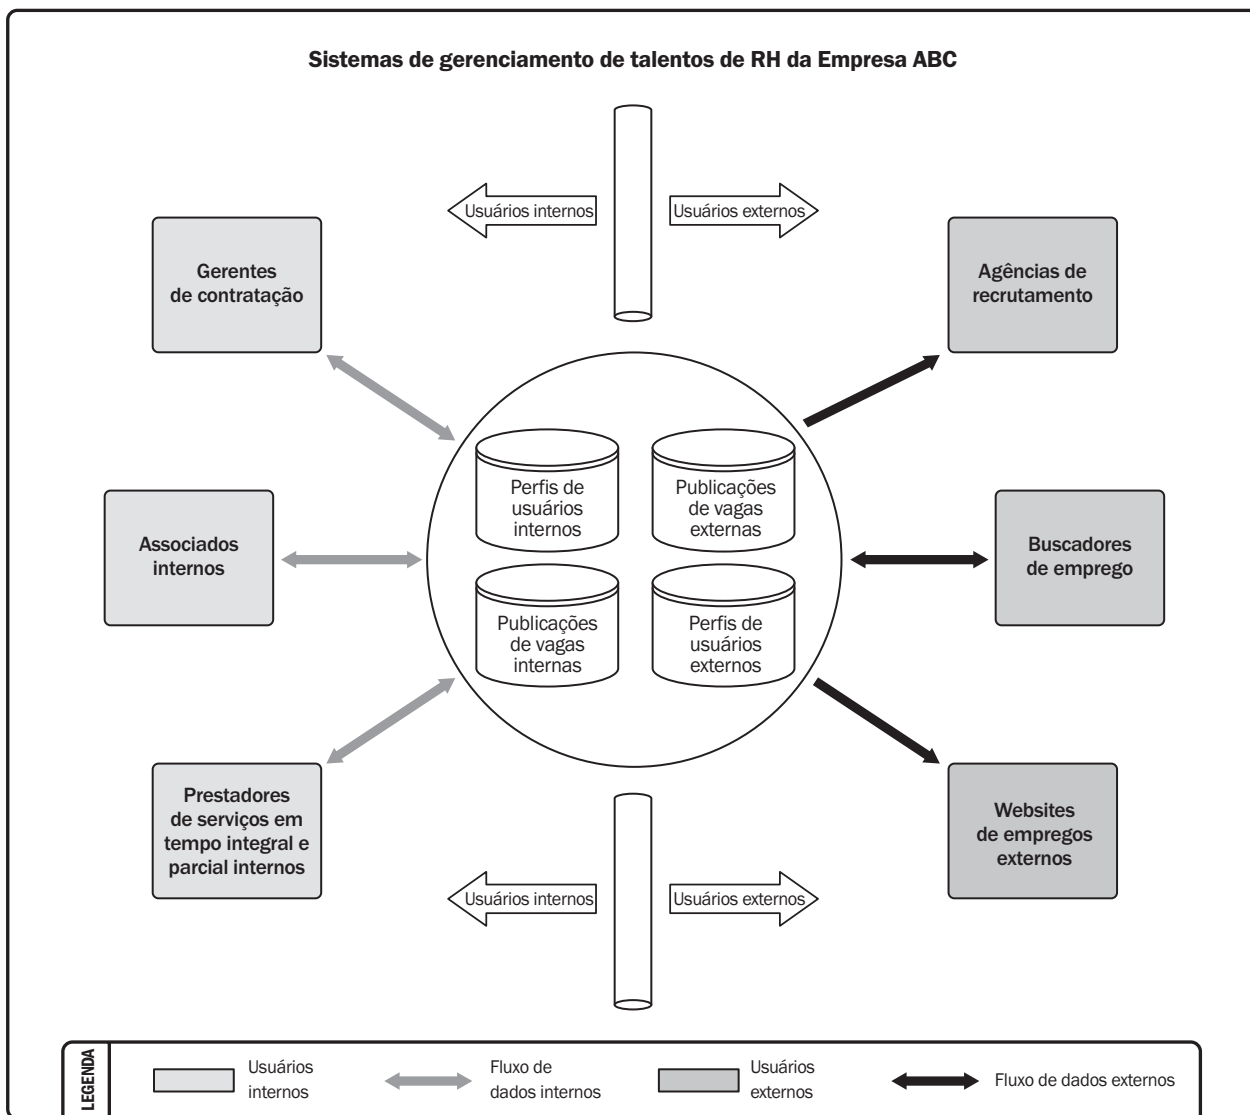 Sistemas de gerenciamento de talentos de RH da Empresa ABC
Usuários internos
Usuários externos
Gerentes
de contratação
Agências de
recrutamento
Perfis de
usuários
internos
Publicações
de vagas
externas
Associados
internos
Buscadores
de emprego
Publicações
de vagas
internas
Perfis de
usuários
externos
Prestadores
de serviços em
tempo integral e
parcial internos
Websites
de empregos
externos
Usuários internos
Usuários externos
LEGENDA
Usuários
internos
Fluxo de
dados internos
Usuários
externos
Fluxo de dados externos